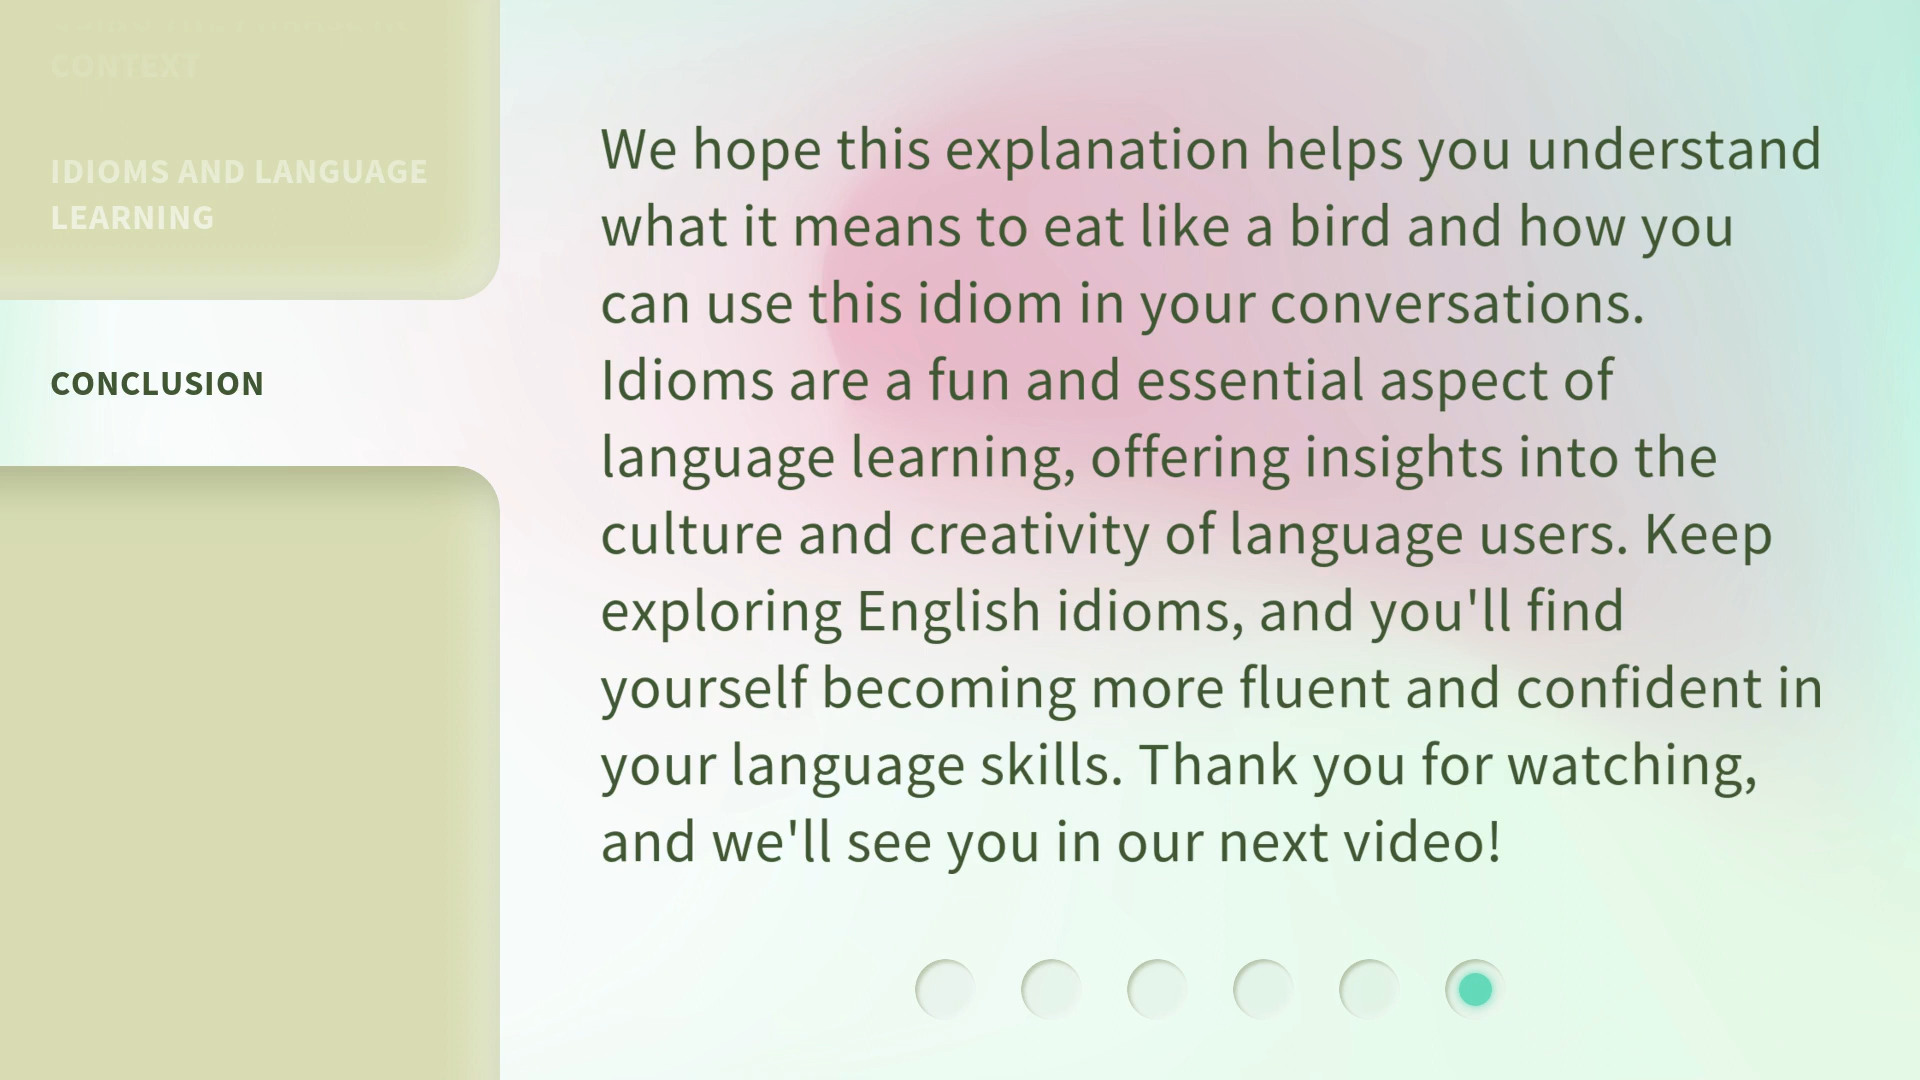 CONTEXT
IDIOMS AND LANGUAGE
LEARNING
CONCLUSION
We hope this explanation helps you understand
what it means to eat like a bird and how you
can use this idiom in your conversations.
Idioms are a fun and essential aspect of
language learning, offering insights into the
culture and creativity of language users. Keep
exploring English idioms, and you'll find
yourself becoming more fluent and confident in
your language skills. Thank you for watching,
and we'll see you in our next video!